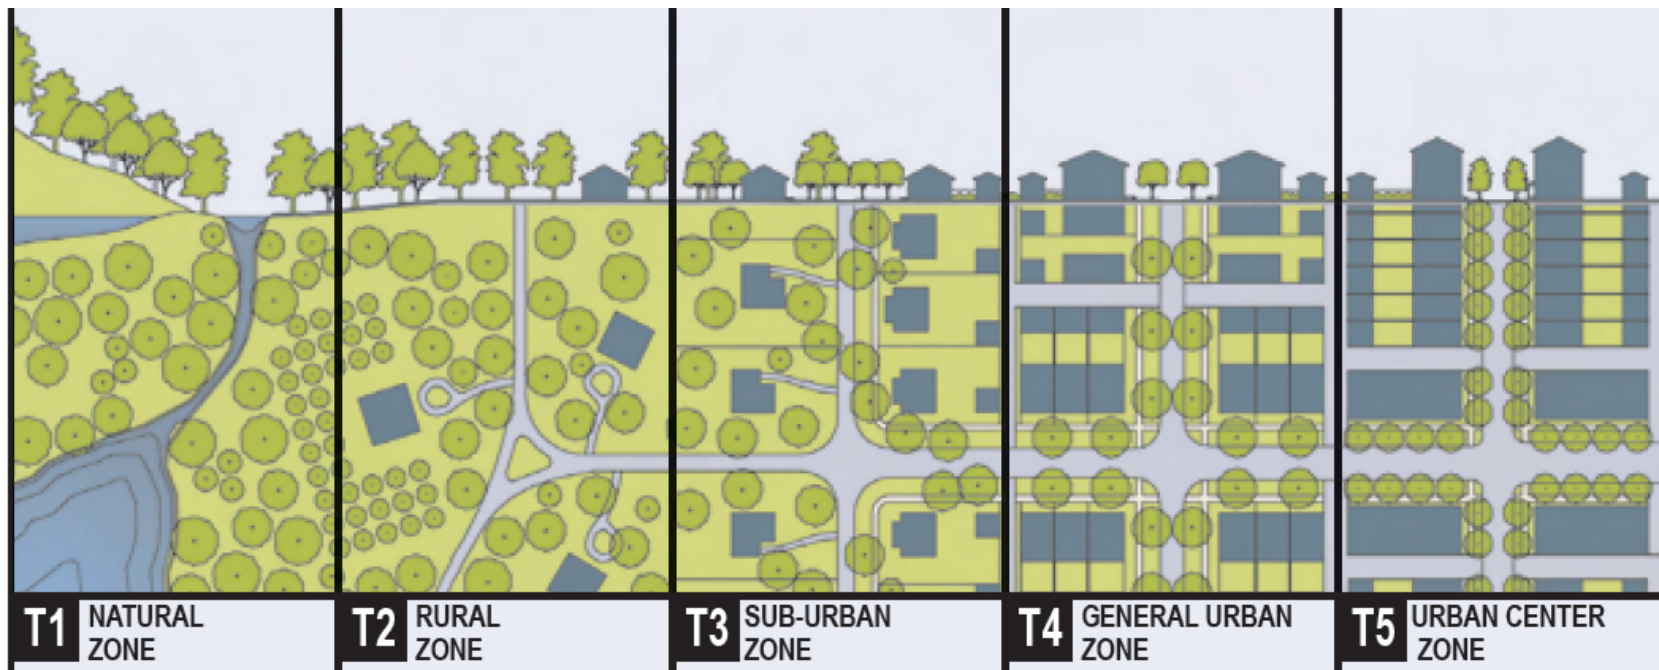 T1 NATURAL
ZONE
T2 RURAL
ZONE
T3 SUB-URBAN
ZONE
T4 GENERAL URBAN
ZONE
T5 URBAN CENTER
ZONE